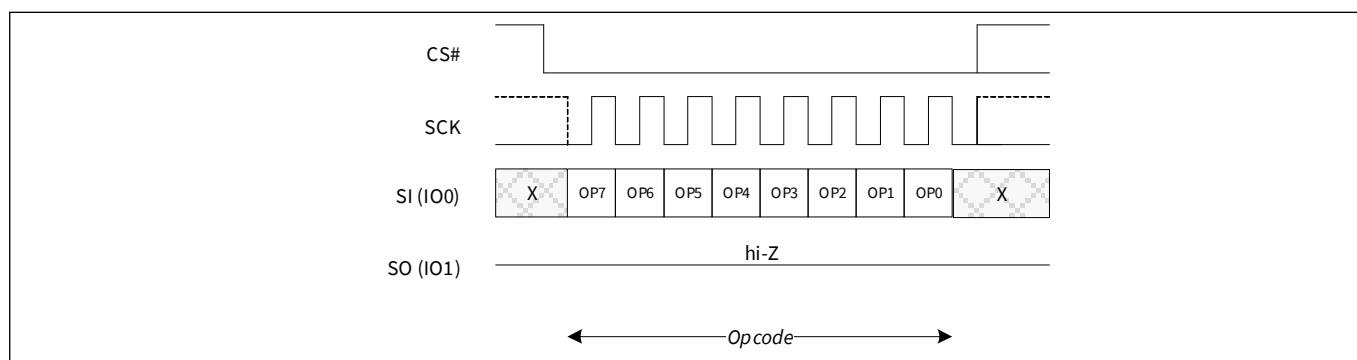 CS#
SCK
SI (IO0) X OP7 OP6 OP5 OP4 OP3 OP2 OP1 OP0 X
hi-Z
SO (IO1)
Opcode